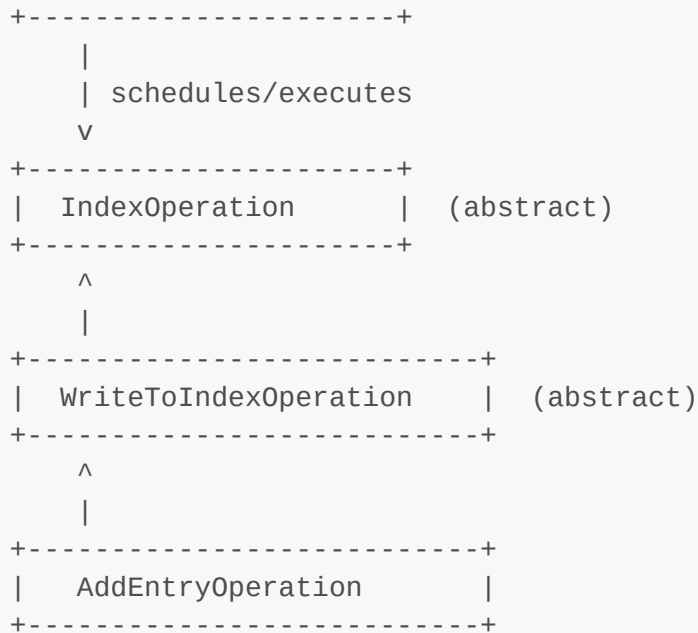 +----------------------+
|
| schedules/executes
v
+----------------------+
| IndexOperation | (abstract)
+----------------------+
^
|
+---------------------------+
| WriteToIndexOperation | (abstract)
+---------------------------+
^
|
+---------------------------+
| AddEntryOperation |
+---------------------------+